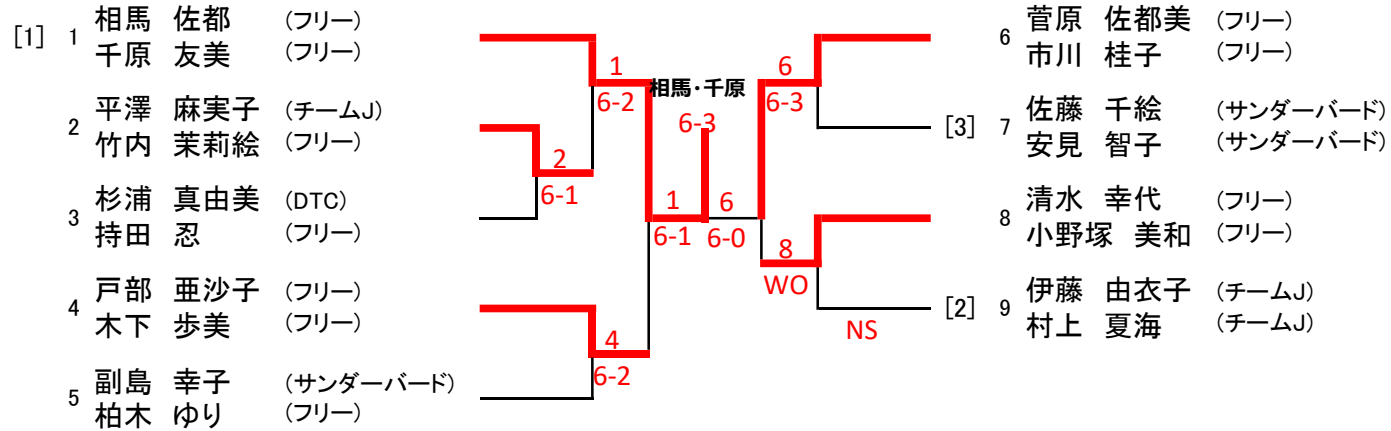 [1] 1 相馬 佐都 (フリー)
千原 友美 (フリー)
2 平澤 麻実子 (チームJ)
竹内 茉莉絵 (フリー)
3 杉浦 真由美 (DTC)
持田 忍 (フリー)
4 戸部 亜沙子 (フリー)
木下 歩美 (フリー)
5 副島 幸子 (サンダーバード)
柏木 ゆり (フリー)
1
6-2
2
6-1
4
6-2
1
6-1
相馬・千原
6-3
6
6-0
6
6-3
8
WO
NS
6 菅原 佐都美 (フリー)
市川 桂子 (フリー)
[3] 7 佐藤 千絵 (サンダーバード)
安見 智子 (サンダーバード)
8 清水 幸代 (フリー)
小野塚 美和 (フリー)
[2] 9 伊藤 由衣子 (チームJ)
村上 夏海 (チームJ)